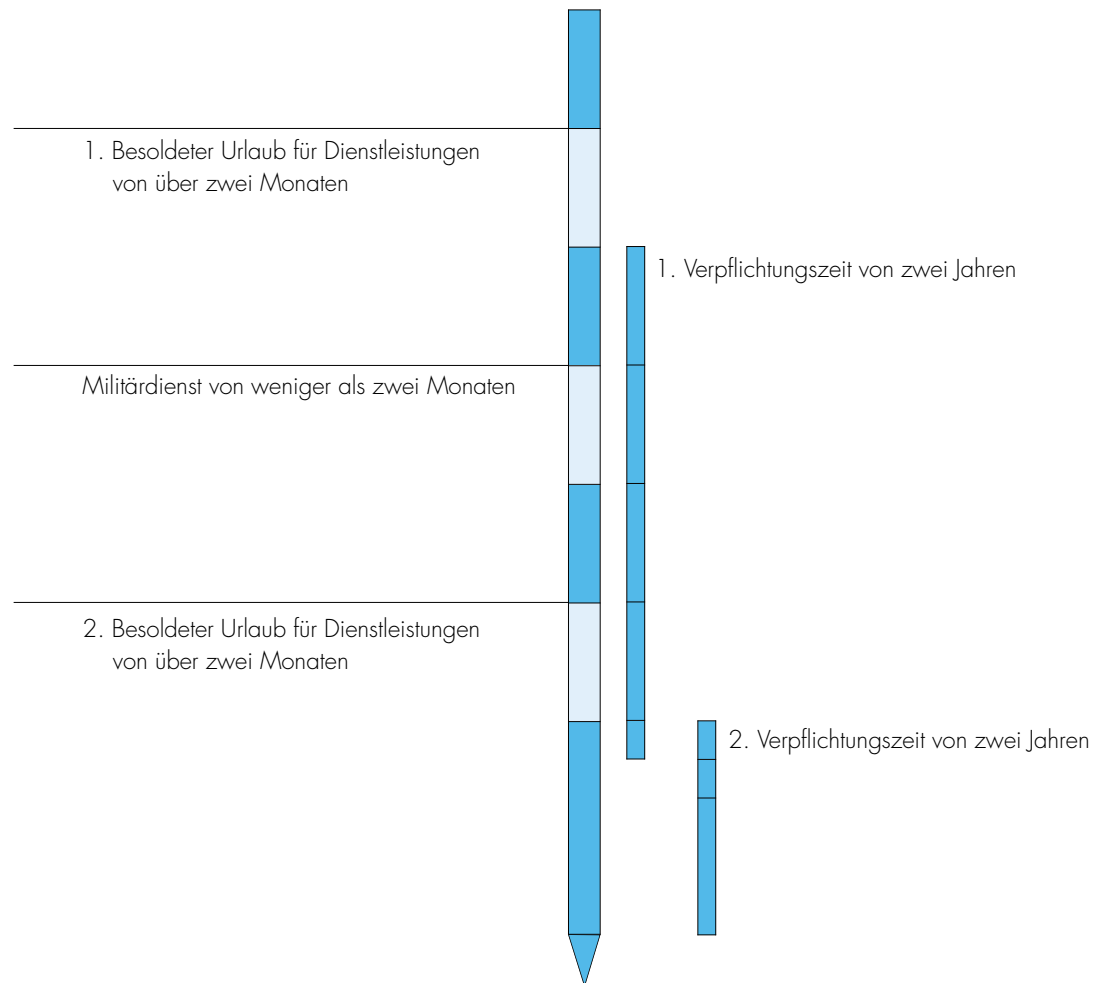 1. Besoldeter Urlaub für Dienstleistungen
von über zwei Monaten
1. Verpflichtungszeit von zwei Jahren
Militärdienst von weniger als zwei Monaten
2. Besoldeter Urlaub für Dienstleistungen
von über zwei Monaten
2. Verpflichtungszeit von zwei Jahren